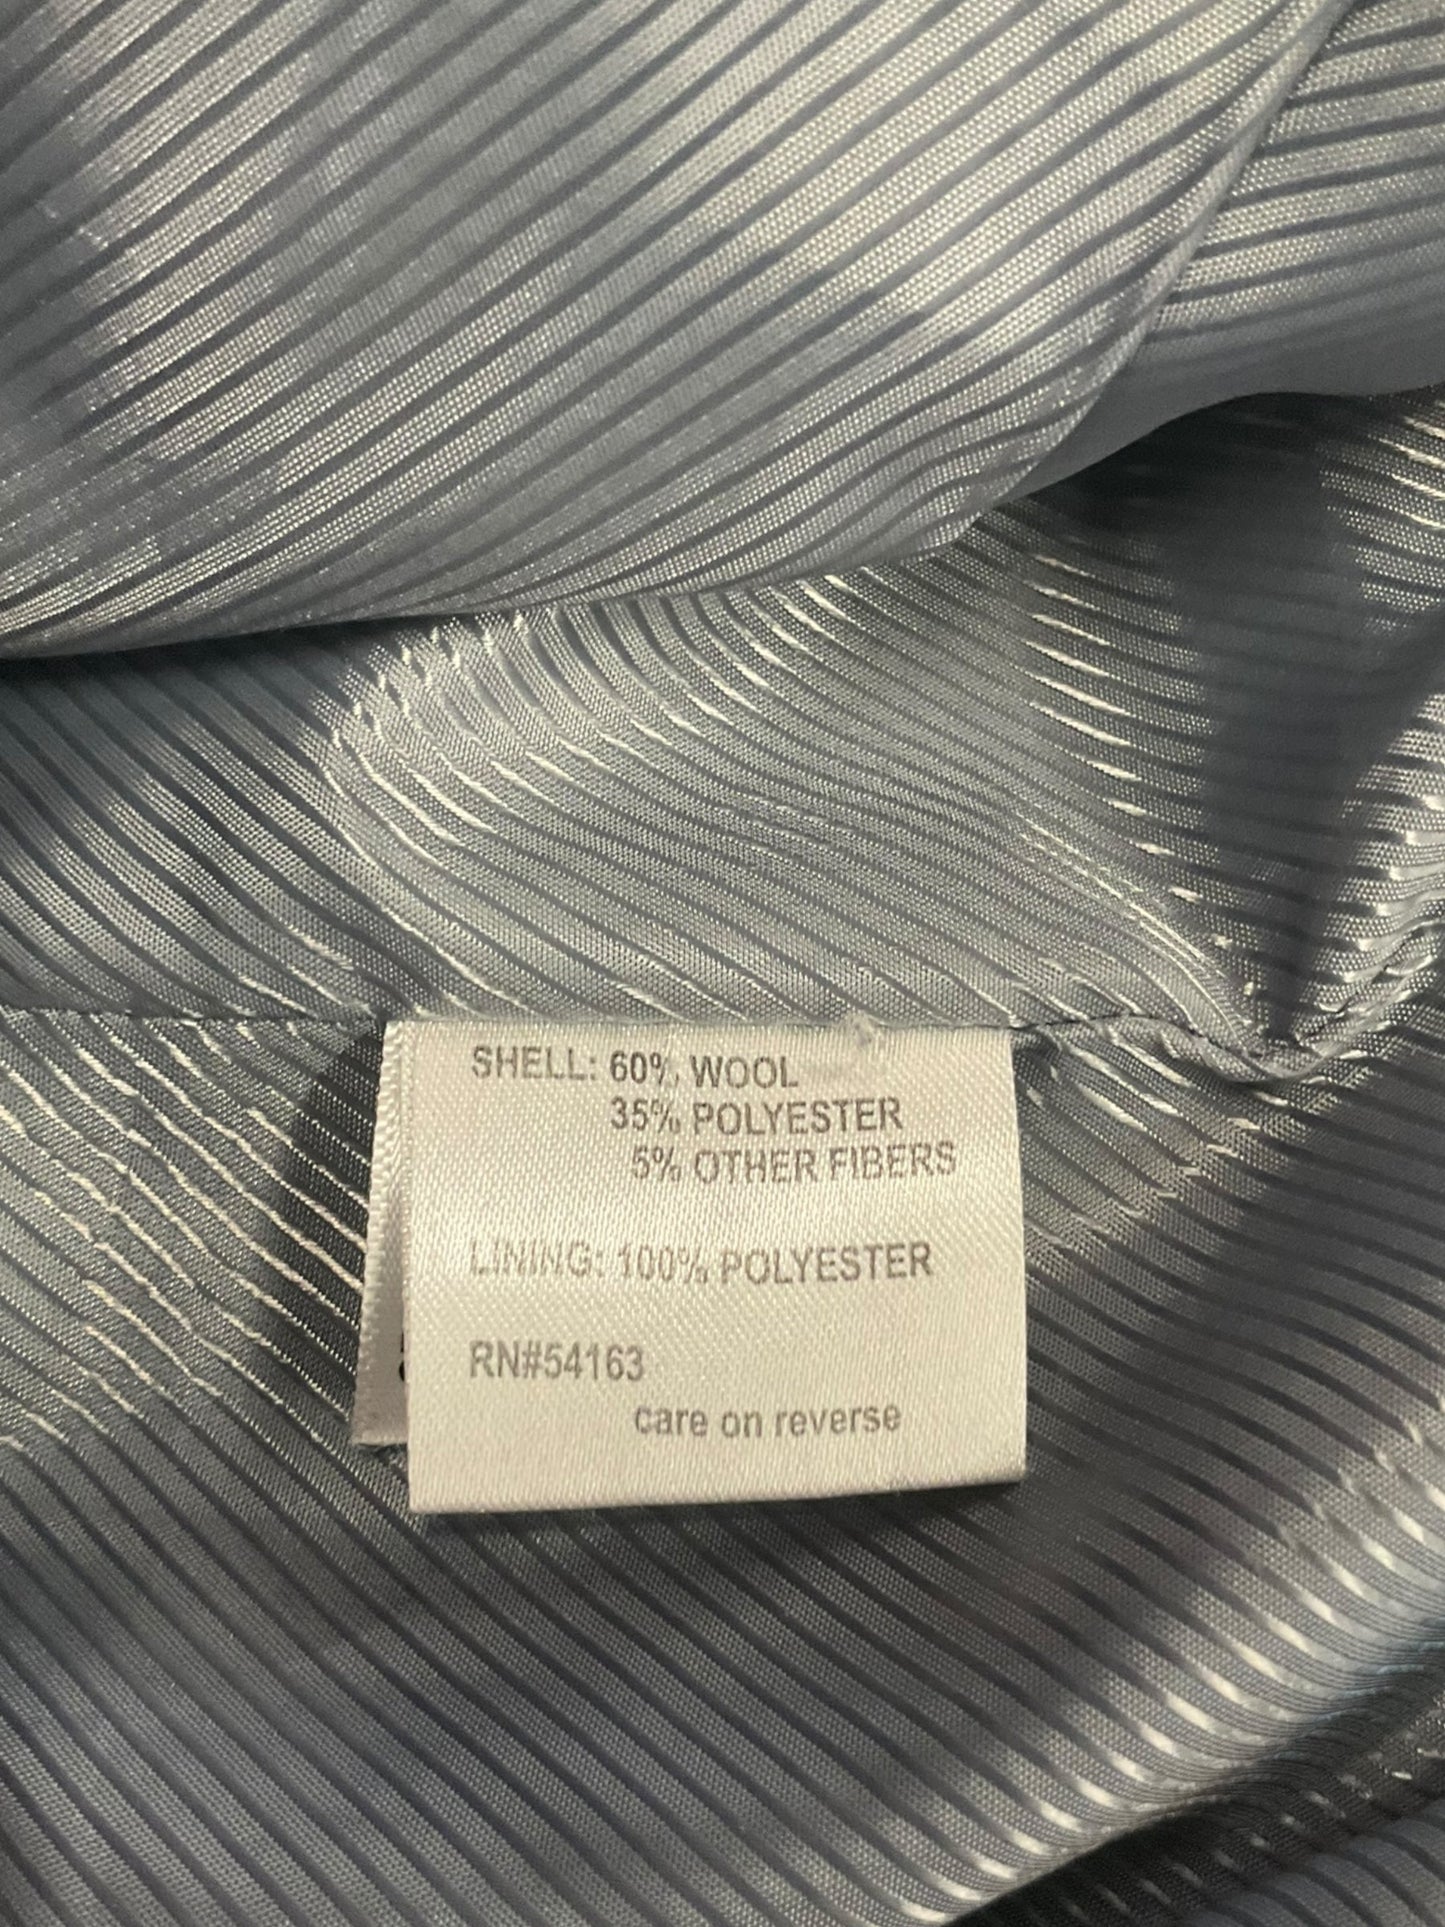 SHELL: 60% WOOL
35% POLYESTER
5% OTHER FIBERS
LINING: 100% POLYESTER
RN#54163
care on reverse